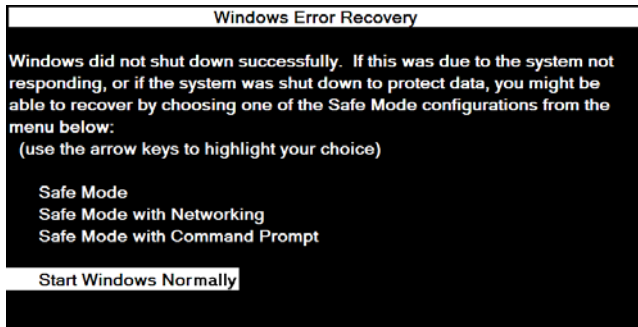 Windows Error Recovery
Windows did not shut down successfully. If this was due to the system not
responding, or if the system was shut down to protect data, you might be
able to recover by choosing one of the Safe Mode configurations from the
menu below:
(use the arrow keys to highlight your choice)
Safe Mode
Safe Mode with Networking
Safe Mode with Command Prompt
Start Windows Normally